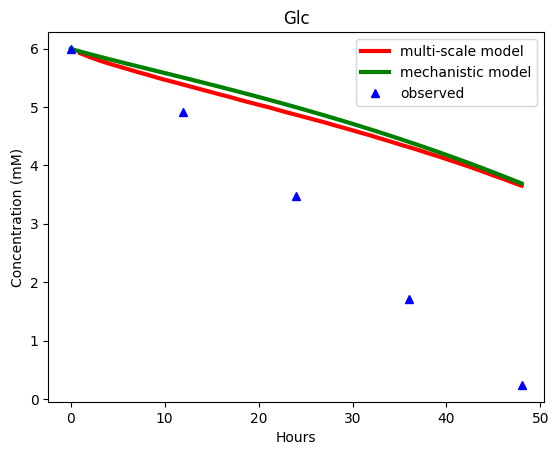 Glc
multi-scale model
mechanistic model
observed
Concentration (mM)
6
5
4
3
2
1
0
0 10 20 30 40 50
Hours